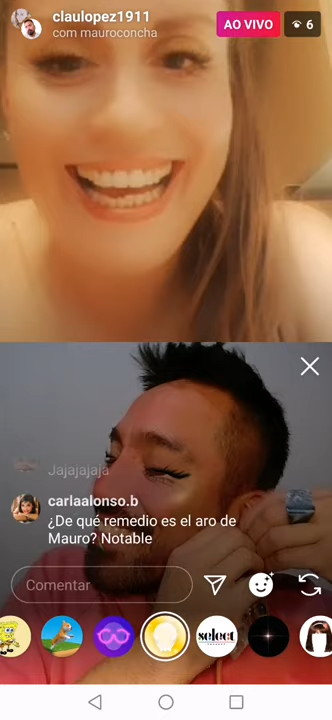 claulopez1911
com mauroconcha
AO VIVO
6
Jajajajaja
carlaalonso.b
¿De qué remedio es el aro de
Mauro? Notable
Comentar
select